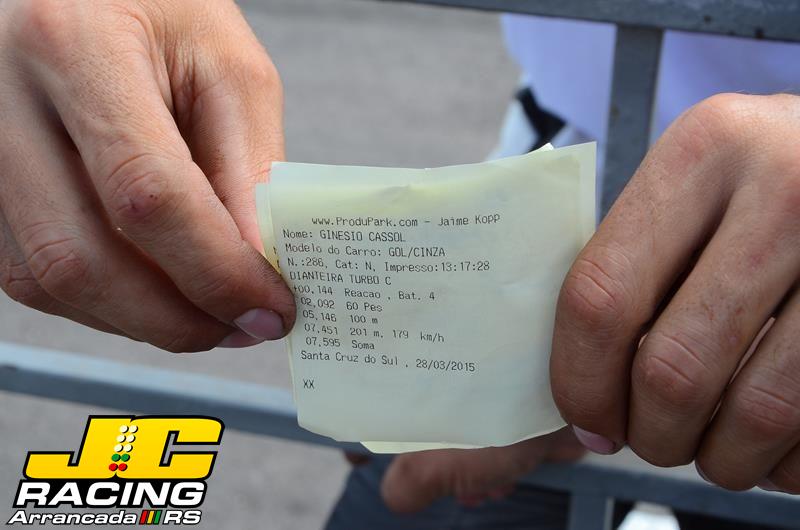 www.ProduPark.com - Jaime Kopp
Nome: GINESIO CASSOL
Modelo do Carro: GOL/CINZA
N.:286, Cat: N, Impresso:13:17:28
DIANTEIRA TURBO C
+00,144 Reacao , Bat. 4
02,092 60 Pes
05,146 100 m
07,451 201 m. 179 km/h
07,595 Soma
Santa Cruz do Sul , 28/03/2015
XX
JC
RACING
Arrancada RS